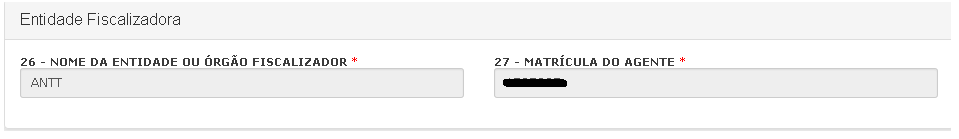 Entidade Fiscalizadora
26 - NOME DA ENTIDADE OU ÓRGÃO FISCALIZADOR *
27 - MATRÍCULA DO AGENTE *
ANTT